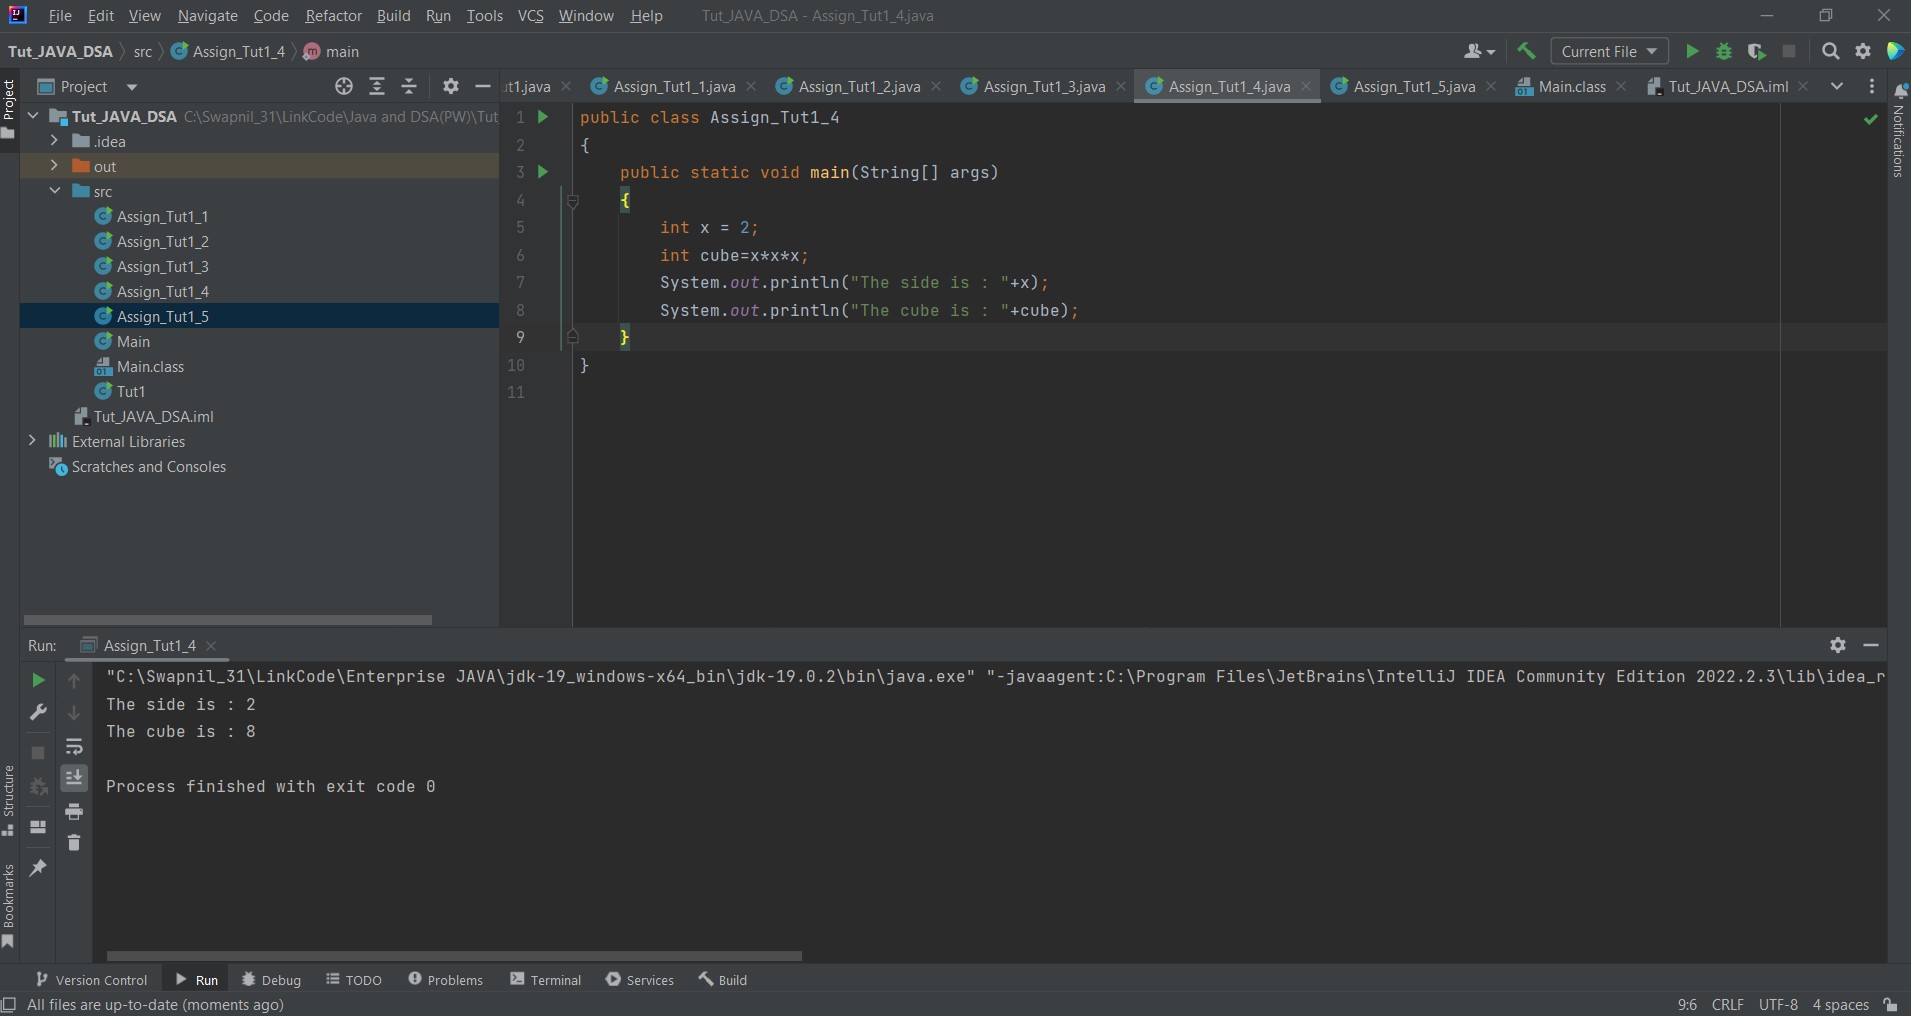 File Edit View Navigate Code Refactor Build Run Tools VCS Window Help Tut_JAVA_DSA - Assign_Tut1_4.java
Tut_JAVA_DSA src Assign_Tut1_4 m main Current File
Project
Project t1.java Assign_Tut1_1.java Assign_Tut1_2.java Assign_Tut1_3.java Assign_Tut1_4.java Assign_Tut1_5.java Main.class Tut_JAVA_DSA.iml
Notifications
Tut_JAVA_DSA C:\Swapnil_31\LinkCode\Java and DSA(PW)\Tut
.idea
out
src
Assign_Tut1_1
Assign_Tut1_2
Assign_Tut1_3
Assign_Tut1_4
Assign_Tut1_5
Main
Main.class
Tut1
Tut_JAVA_DSA.iml
External Libraries
Scratches and Consoles
1 public class Assign_Tut1_4
2 {
3     public static void main(String[] args)
4     {
5         int x = 2;
6         int cube=x*x*x;
7         System.out.println("The side is : "+x);
8         System.out.println("The cube is : "+cube);
9     }
10 }
11
Run: Assign_Tut1_4
"C:\Swapnil_31\LinkCode\Enterprise JAVA\jdk-19_windows-x64_bin\jdk-19.0.2\bin\java.exe" "-javaagent:C:\Program Files\JetBrains\IntelliJ IDEA Community Edition 2022.2.3\lib\idea_r
The side is : 2
The cube is : 8
Process finished with exit code 0
Structure
Bookmarks
Version Control Run Debug TODO Problems Terminal Services Build
All files are up-to-date (moments ago) 9:6 CRLF UTF-8 4 spaces